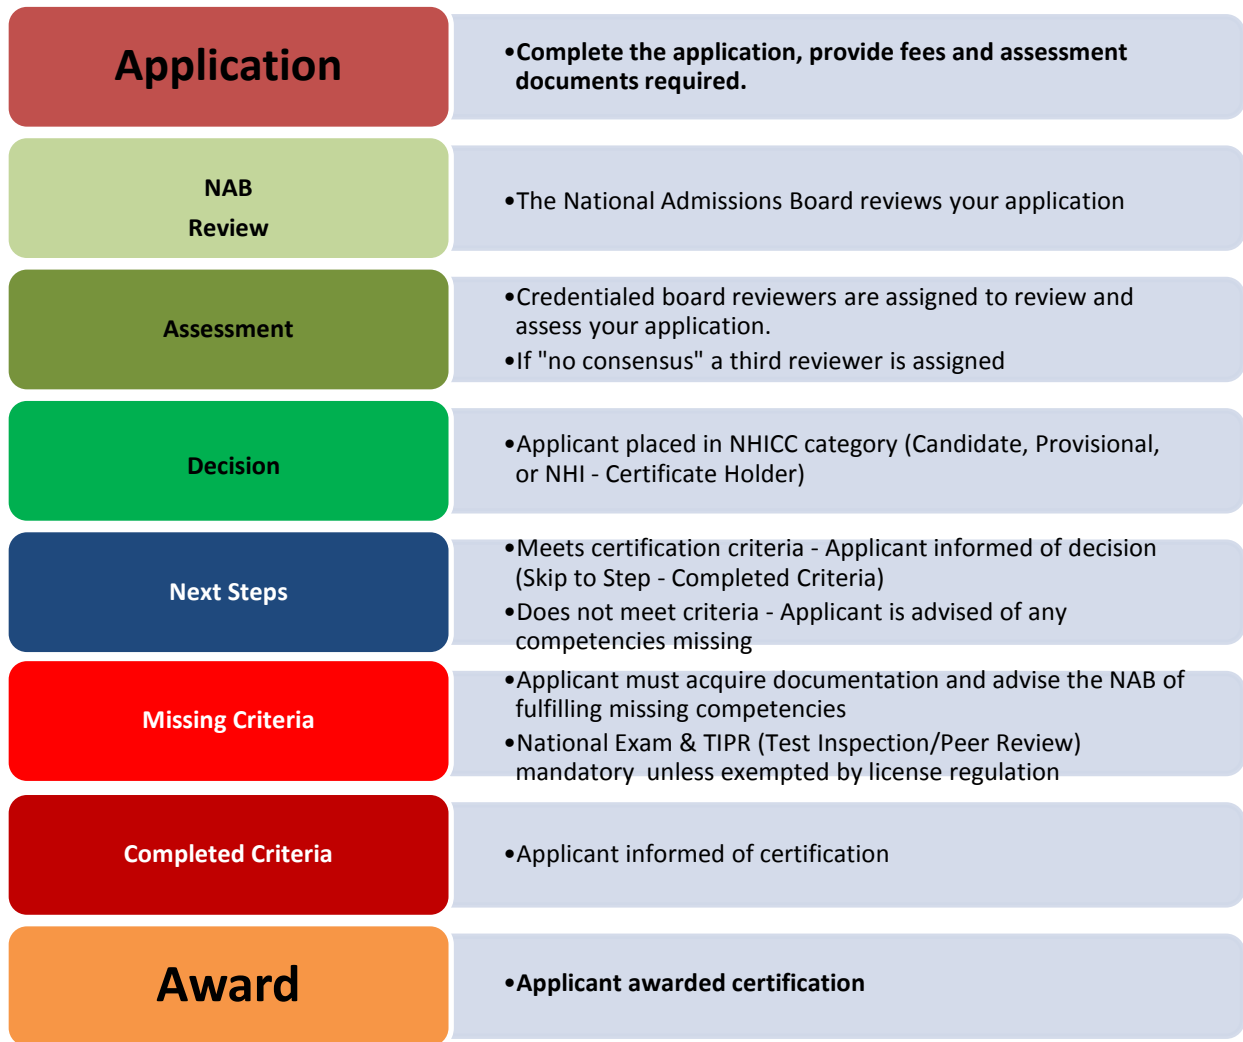 Application
•Complete the application, provide fees and assessment
documents required.
NAB
Review
•The National Admissions Board reviews your application
Assessment
•Credentialed board reviewers are assigned to review and
assess your application.
•If "no consensus" a third reviewer is assigned
Decision
•Applicant placed in NHICC category (Candidate, Provisional,
or NHI - Certificate Holder)
Next Steps
•Meets certification criteria - Applicant informed of decision
(Skip to Step - Completed Criteria)
•Does not meet criteria - Applicant is advised of any
competencies missing
Missing Criteria
•Applicant must acquire documentation and advise the NAB of
fulfilling missing competencies
•National Exam & TIPR (Test Inspection/Peer Review)
mandatory  unless exempted by license regulation
Completed Criteria
•Applicant informed of certification
Award
•Applicant awarded certification